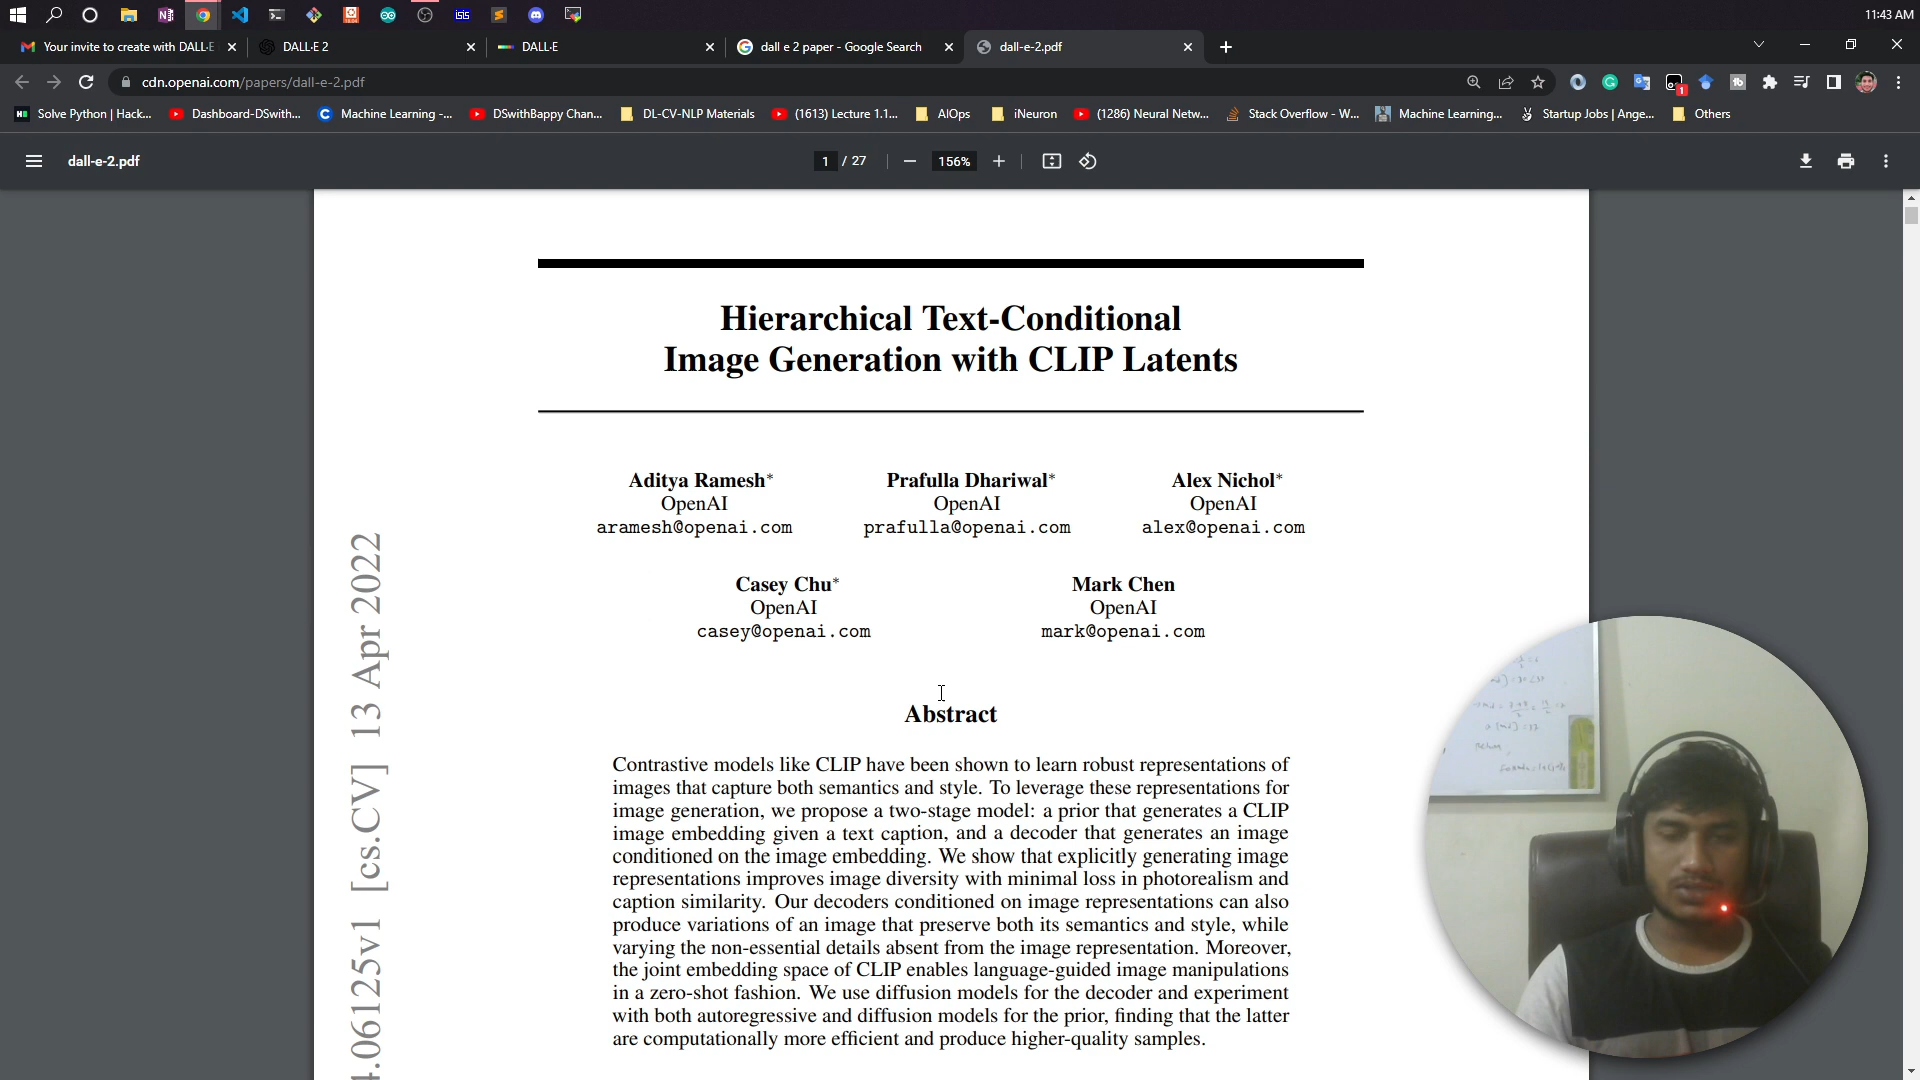 11:43 AM
Your invite to create with DALL·E
DALL·E 2
DALL·E
dall e 2 paper - Google Search
dall-e-2.pdf
cdn.openai.com/papers/dall-e-2.pdf
Solve Python | Hack...
Dashboard-DSwith...
Machine Learning -...
DSwithBappy Chan...
DL-CV-NLP Materials
(1613) Lecture 1.1...
AIOps
iNeuron
(1286) Neural Netw...
Stack Overflow - W...
Machine Learning...
Startup Jobs | Ange...
Others
dall-e-2.pdf
1 / 27
156%
Hierarchical Text-Conditional
Image Generation with CLIP Latents
Aditya Ramesh* Prafulla Dhariwal* Alex Nichol*
OpenAI OpenAI OpenAI
aramesh@openai.com prafulla@openai.com alex@openai.com
Casey Chu* Mark Chen
OpenAI OpenAI
casey@openai.com mark@openai.com
Abstract
Contrastive models like CLIP have been shown to learn robust representations of
images that capture both semantics and style. To leverage these representations for
image generation, we propose a two-stage model: a prior that generates a CLIP
image embedding given a text caption, and a decoder that generates an image
conditioned on the image embedding. We show that explicitly generating image
representations improves image diversity with minimal loss in photorealism and
caption similarity. Our decoders conditioned on image representations can also
produce variations of an image that preserve both its semantics and style, while
varying the non-essential details absent from the image representation. Moreover,
the joint embedding space of CLIP enables language-guided image manipulations
in a zero-shot fashion. We use diffusion models for the decoder and experiment
with both autoregressive and diffusion models for the prior, finding that the latter
are computationally more efficient and produce higher-quality samples.
4.06125v1 [cs.CV] 13 Apr 2022